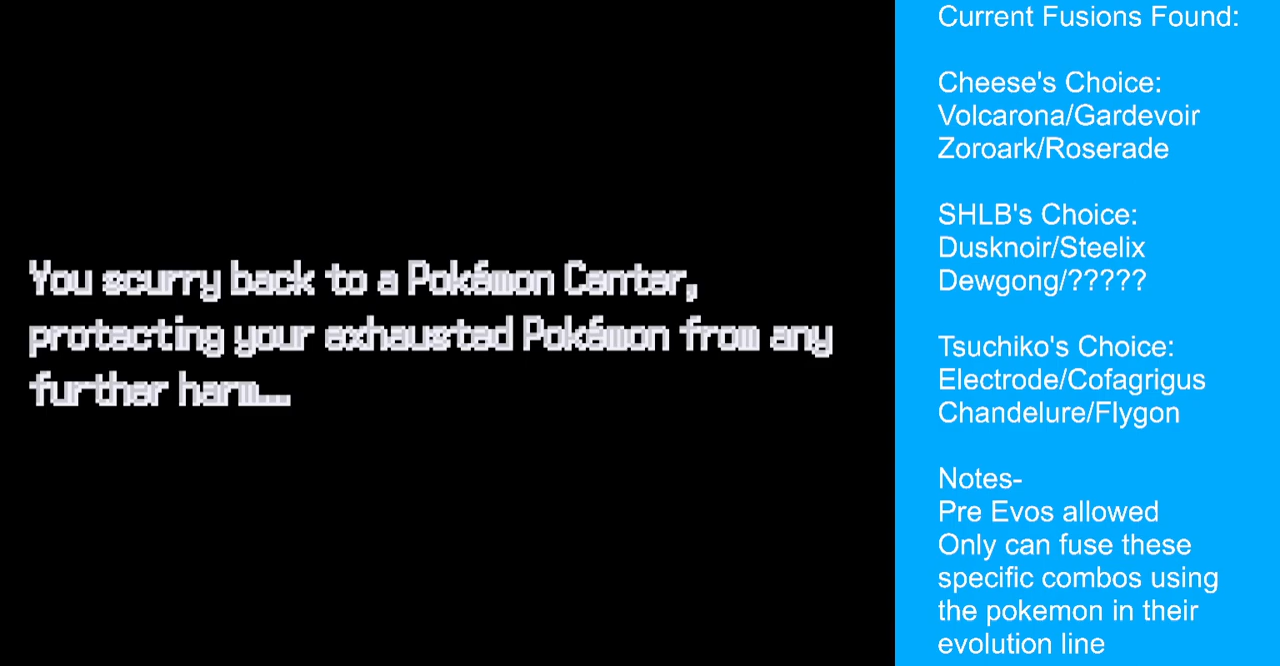 You scurry back to a Pokémon Center,
protecting your exhausted Pokémon from any
further harm...
Current Fusions Found:
Cheese's Choice:
Volcarona/Gardevoir
Zoroark/Roserade
SHLB's Choice:
Dusknoir/Steelix
Dewgong/?????
Tsuchiko's Choice:
Electrode/Cofagrigus
Chandelure/Flygon
Notes-
Pre Evos allowed
Only can fuse these
specific combos using
the pokemon in their
evolution line